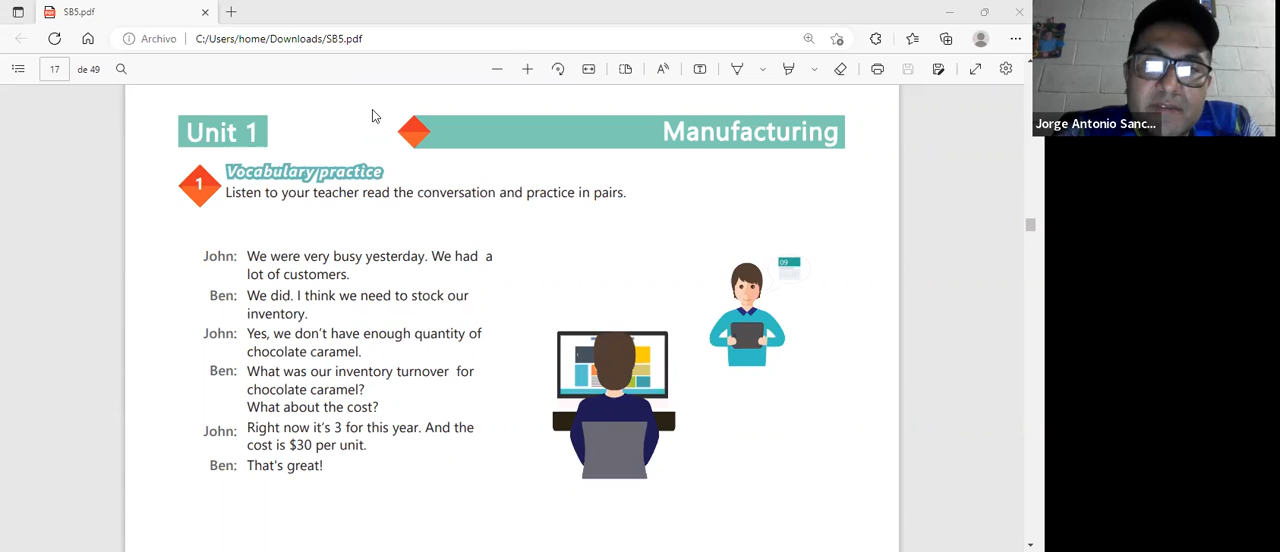 SB5.pdf
Archivo
C:/Users/home/Downloads/SB5.pdf
17
de 49
Jorge Antonio Sanc...
Unit 1
Manufacturing
1
Vocabulary practice
Listen to your teacher read the conversation and practice in pairs.
John: We were very busy yesterday. We had a
lot of customers.
Ben: We did. I think we need to stock our
inventory.
John: Yes, we don't have enough quantity of
chocolate caramel.
Ben: What was our inventory turnover for
chocolate caramel?
What about the cost?
John: Right now it's 3 for this year. And the
cost is $30 per unit.
Ben: That's great!
09